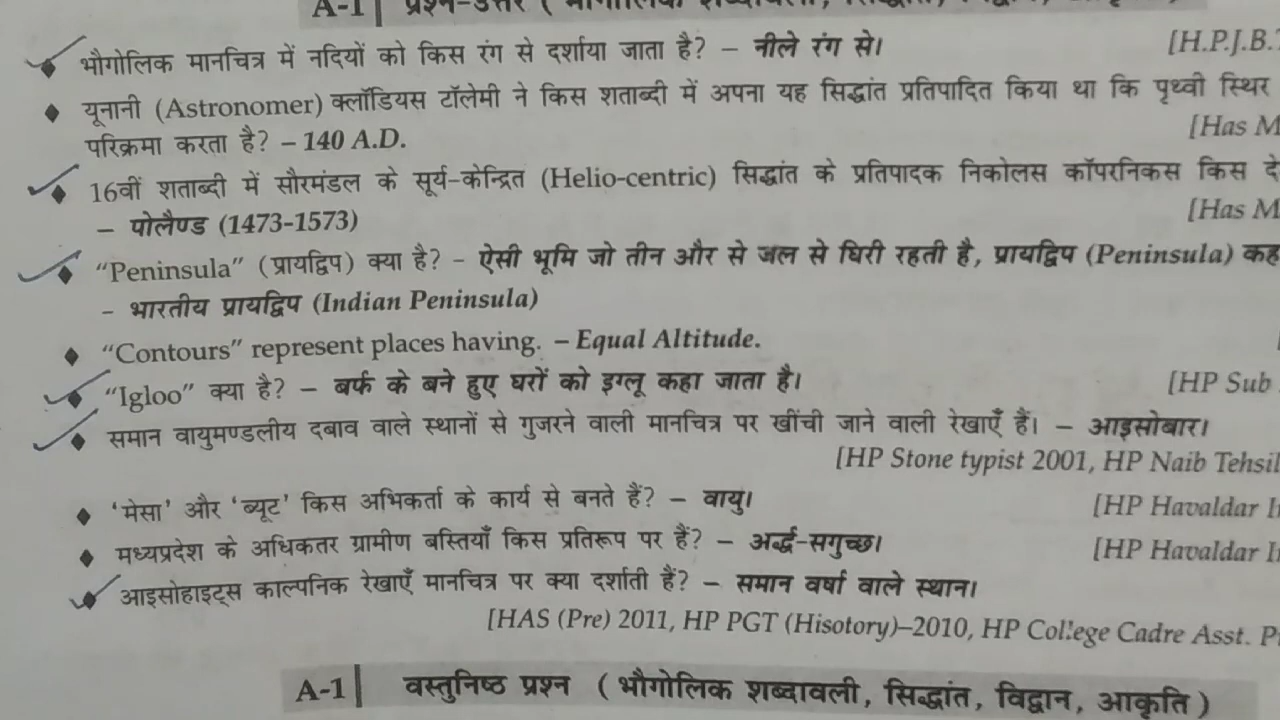 A-1 प्रश्न-उत्तर ( भौगोलिक शब्दावली, सिद्धांत,
भौगोलिक मानचित्र में नदियों को किस रंग से दर्शाया जाता है? – नीले रंग से। [H.P.J.B.
यूनानी (Astronomer) क्लॉडियस टॉलेमी ने किस शताब्दी में अपना यह सिद्धांत प्रतिपादित किया था कि पृथ्वी स्थिर
परिक्रमा करता है? – 140 A.D. [Has M
16वीं शताब्दी में सौरमंडल के सूर्य-केन्द्रित (Helio-centric) सिद्धांत के प्रतिपादक निकोलस कॉपरनिकस किस दे
– पोलैण्ड (1473-1573) [Has M
“Peninsula” (प्रायद्विप) क्या है? – ऐसी भूमि जो तीन और से जल से घिरी रहती है, प्रायद्विप (Peninsula) कह
– भारतीय प्रायद्विप (Indian Peninsula)
“Contours” represent places having. – Equal Altitude.
“Igloo” क्या है? – बर्फ के बने हुए घरों को इग्लू कहा जाता है। [HP Sub
समान वायुमण्डलीय दबाव वाले स्थानों से गुजरने वाली मानचित्र पर खींची जाने वाली रेखाएँ हैं। – आइसोबार।
[HP Stone typist 2001, HP Naib Tehsil
‘मेसा’ और ‘ब्यूट’ किस अभिकर्ता के कार्य से बनते हैं? – वायु। [HP Havaldar I
मध्यप्रदेश के अधिकतर ग्रामीण बस्तियाँ किस प्रतिरूप पर हैं? – अर्द्ध-सगुच्छ। [HP Havaldar I
आइसोहाइट्स काल्पनिक रेखाएँ मानचित्र पर क्या दर्शाती हैं? – समान वर्षा वाले स्थान।
[HAS (Pre) 2011, HP PGT (Hisotory)–2010, HP College Cadre Asst. P
A-1 वस्तुनिष्ठ प्रश्न ( भौगोलिक शब्दावली, सिद्धांत, विद्वान, आकृति )